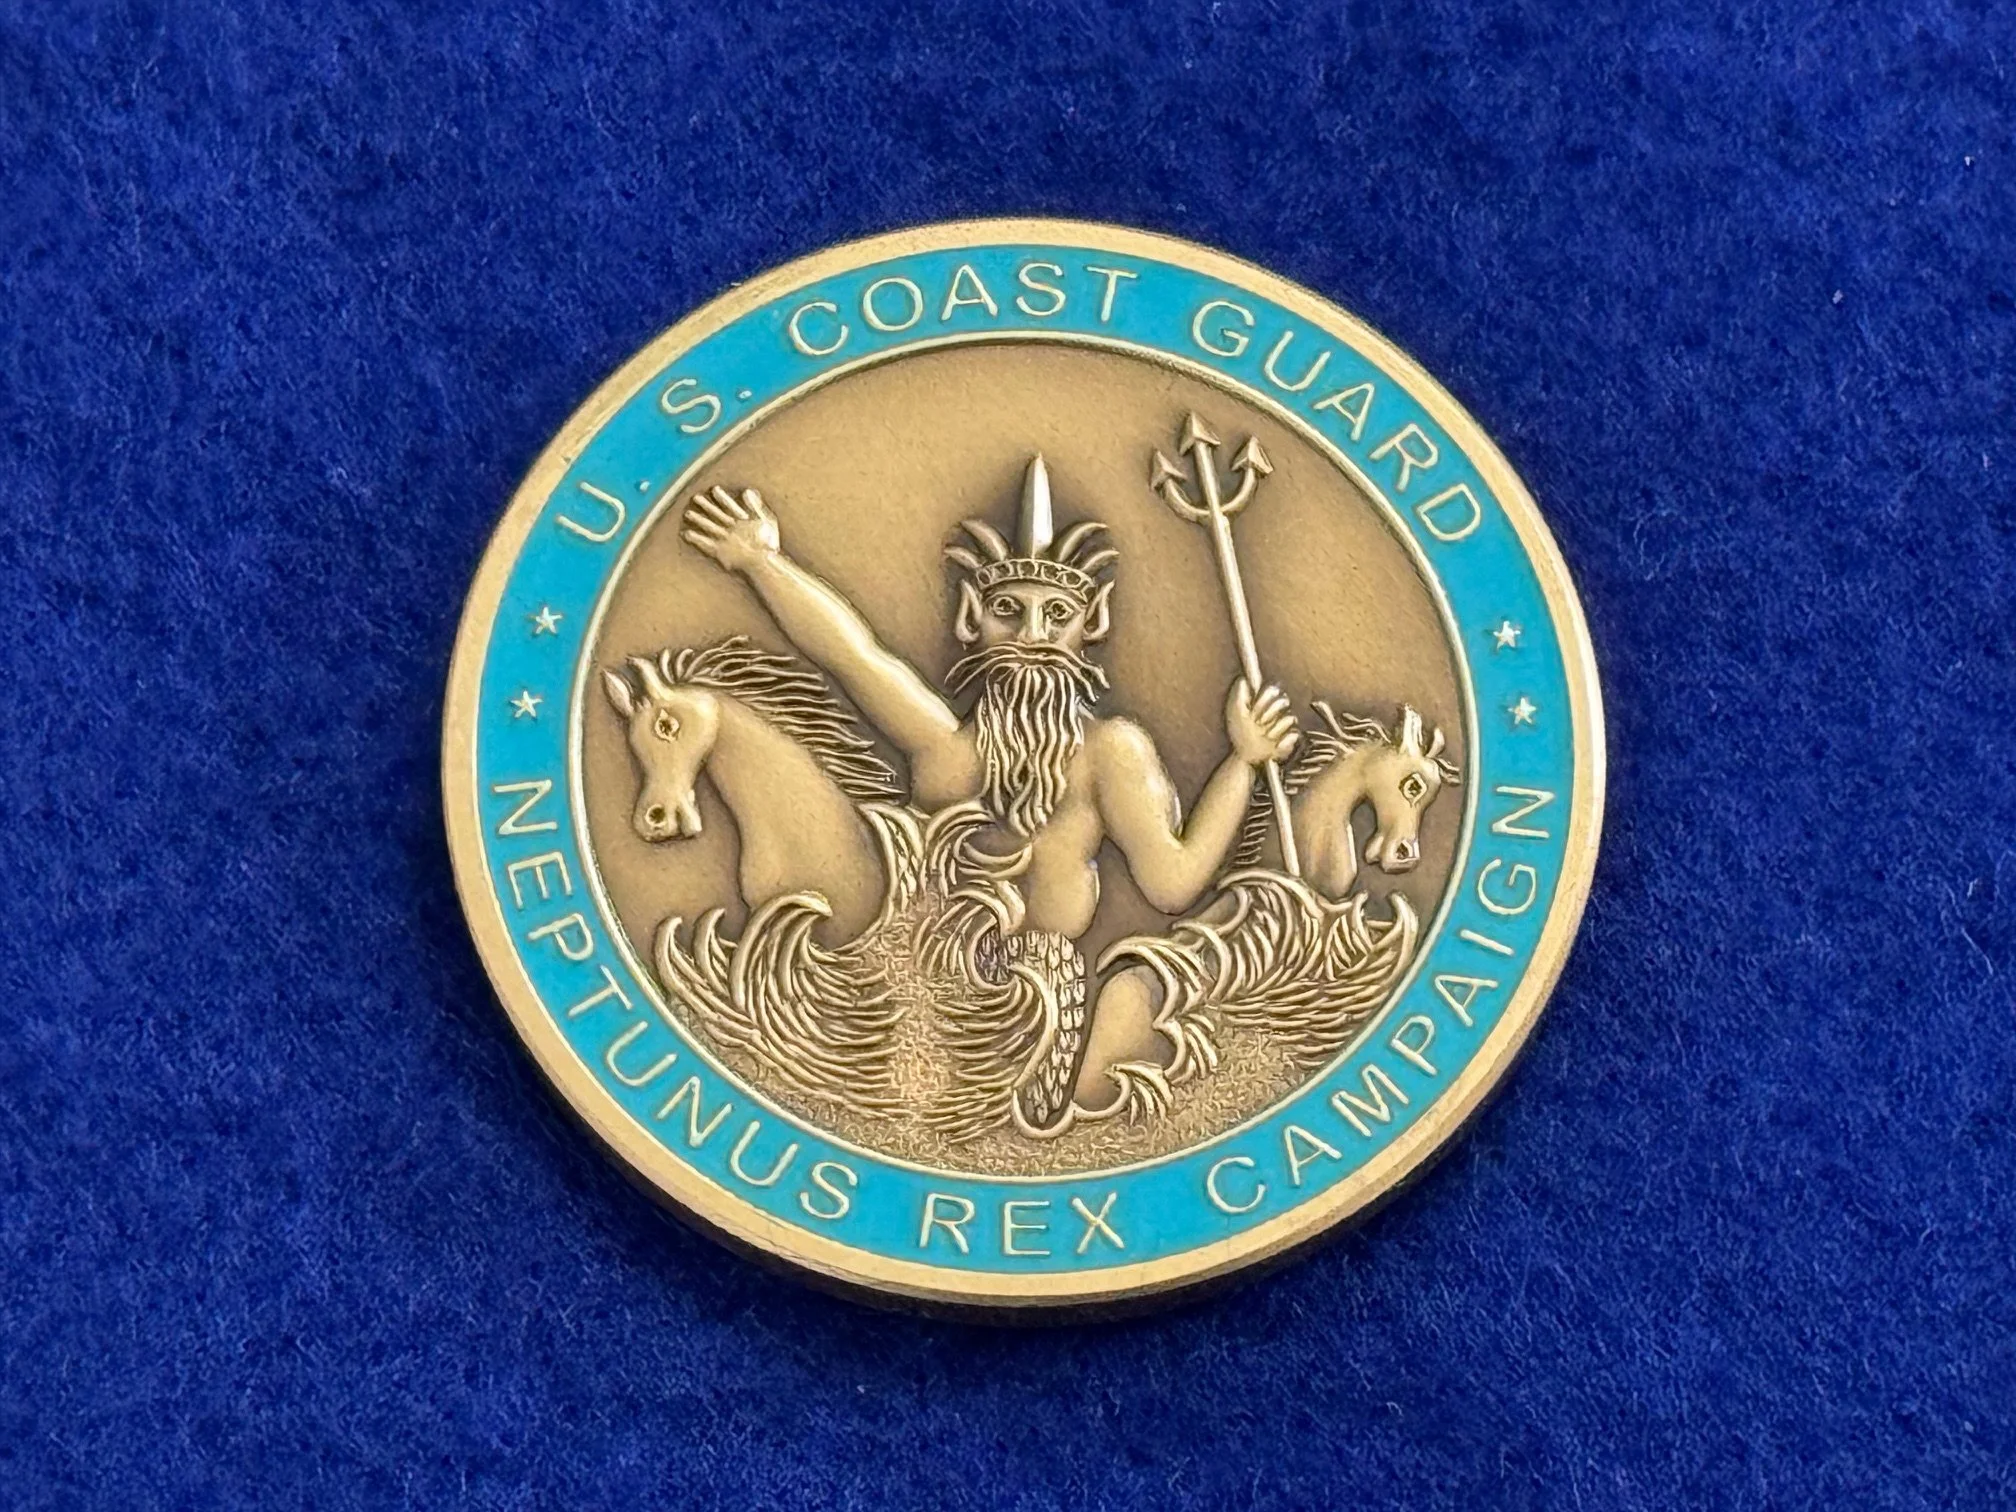 U. S. COAST GUARD
NEPTUNUS REX CAMPAIGN